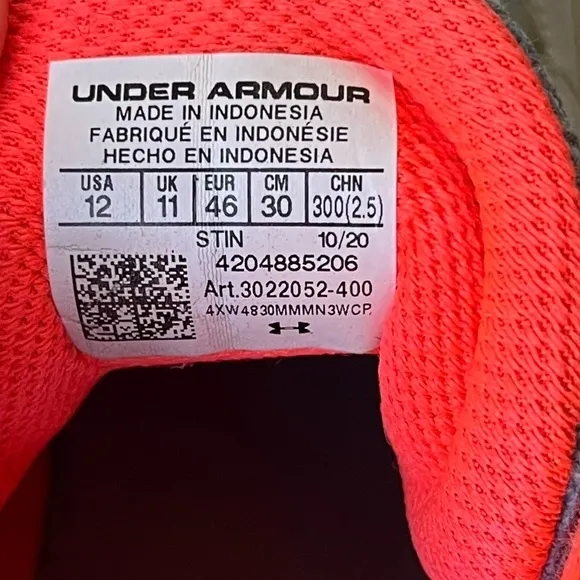 UNDER ARMOUR
MADE IN INDONESIA
FABRIQUÉ EN INDONÉSIE
HECHO EN INDONESIA
USA UK EUR CM CHN
12 11 46 30 300(2.5)
STIN 10/20
4204885206
Art.3022052-400
4XW4830MMMN3WCP.